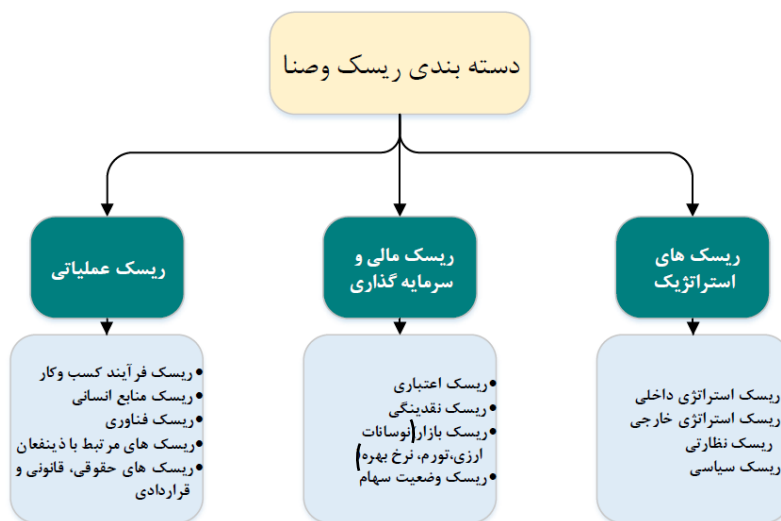 دسته بندی ریسک وصنا
ریسک های
استراتژیک
ریسک مالی و
سرمایه گذاری
ریسک عملیاتی
ریسک استراتژی داخلی
ریسک استراتژی خارجی
ریسک نظارتی
ریسک سیاسی
•ریسک اعتباری
•ریسک نقدینگی
•ریسک بازار(نوسانات
ارزی،تورم، نرخ بهره)
•ریسک وضعیت سهام
•ریسک فرآیند کسب وکار
•ریسک منابع انسانی
•ریسک فناوری
•ریسک های مرتبط با ذینفعان
•ریسک های حقوقی، قانونی و
قراردادی